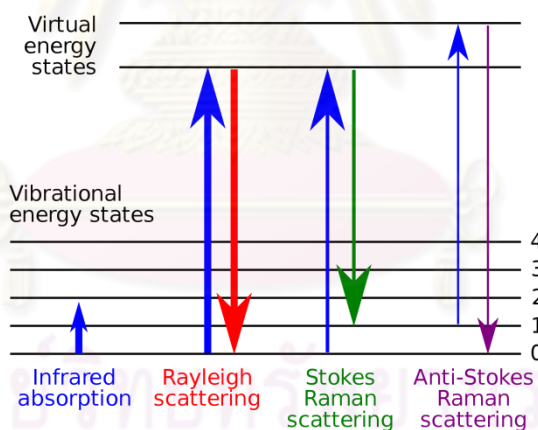 Virtual
energy
states
Vibrational
energy states
4
3
2
1
0
Infrared
absorption
Rayleigh
scattering
Stokes
Raman
scattering
Anti-Stokes
Raman
scattering